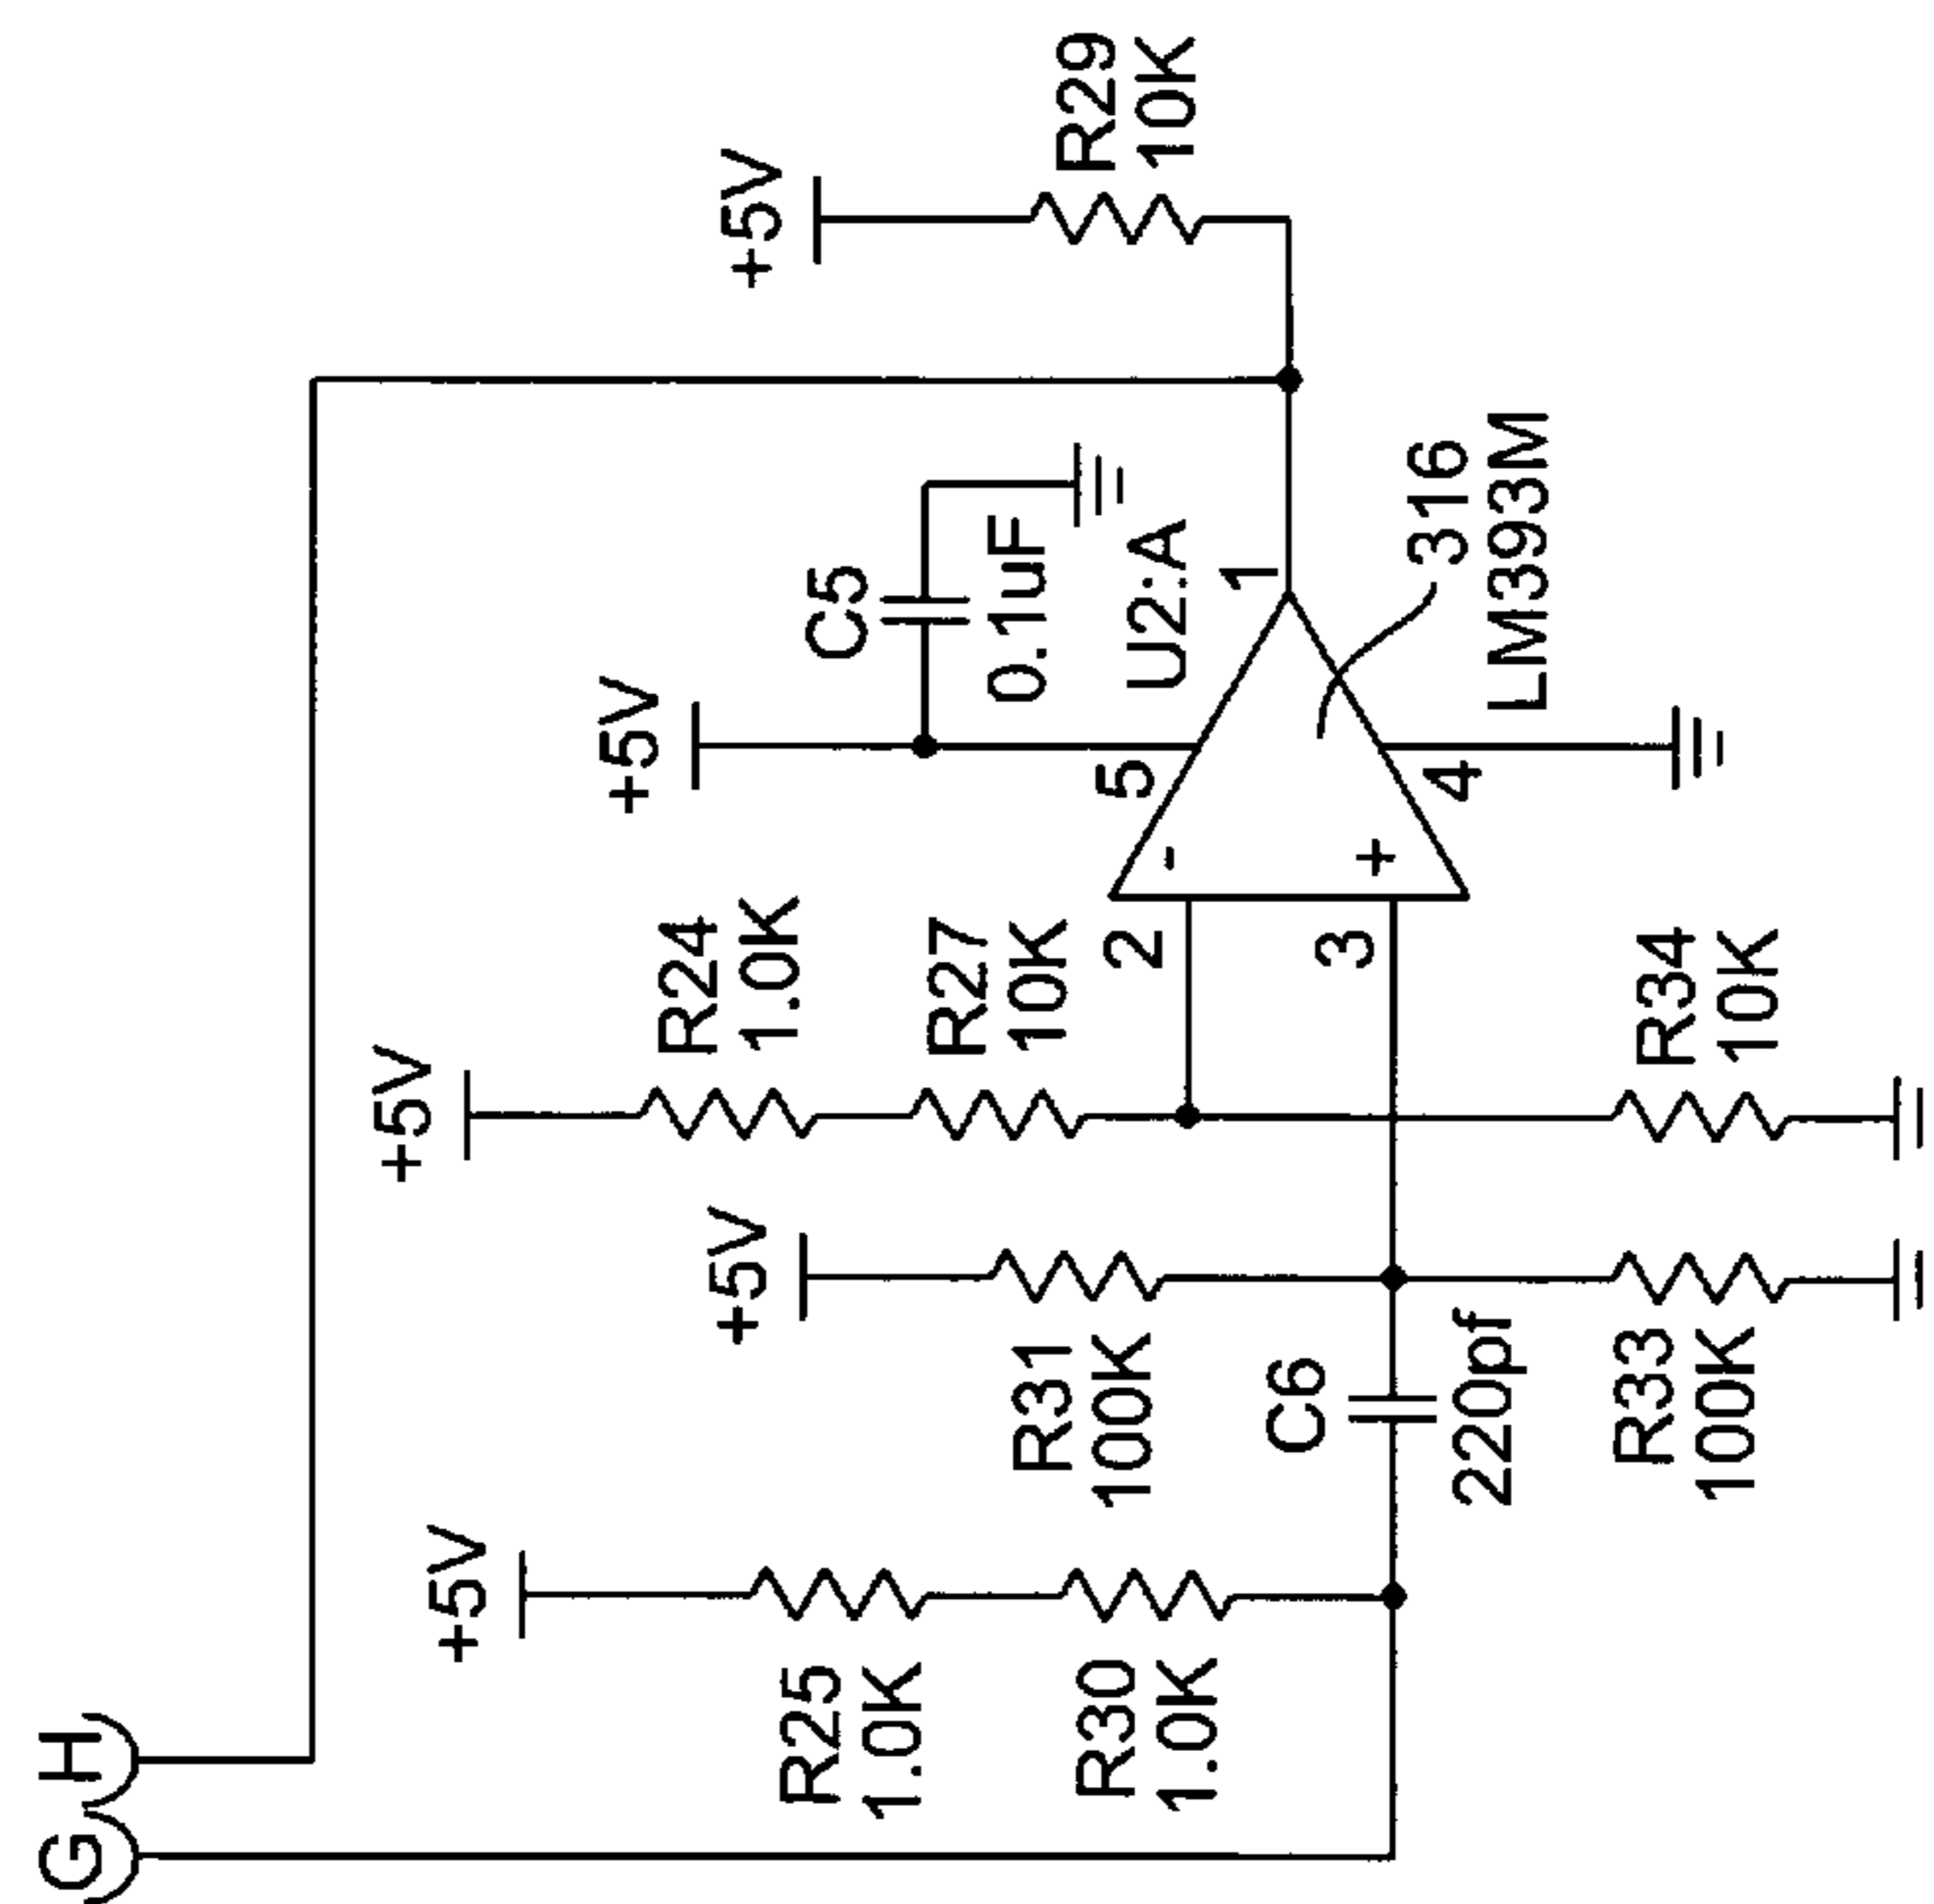 G
H
+5V
R25
1.0K
R30
1.0K
+5V
R31
100K
C6
220pf
R33
100K
+5V
R24
1.0K
R27
10K
2
3
R34
10K
-
+
+5V
5
4
C5
0.1uF
U2:A
1
316
LM393M
+5V
R29
10K